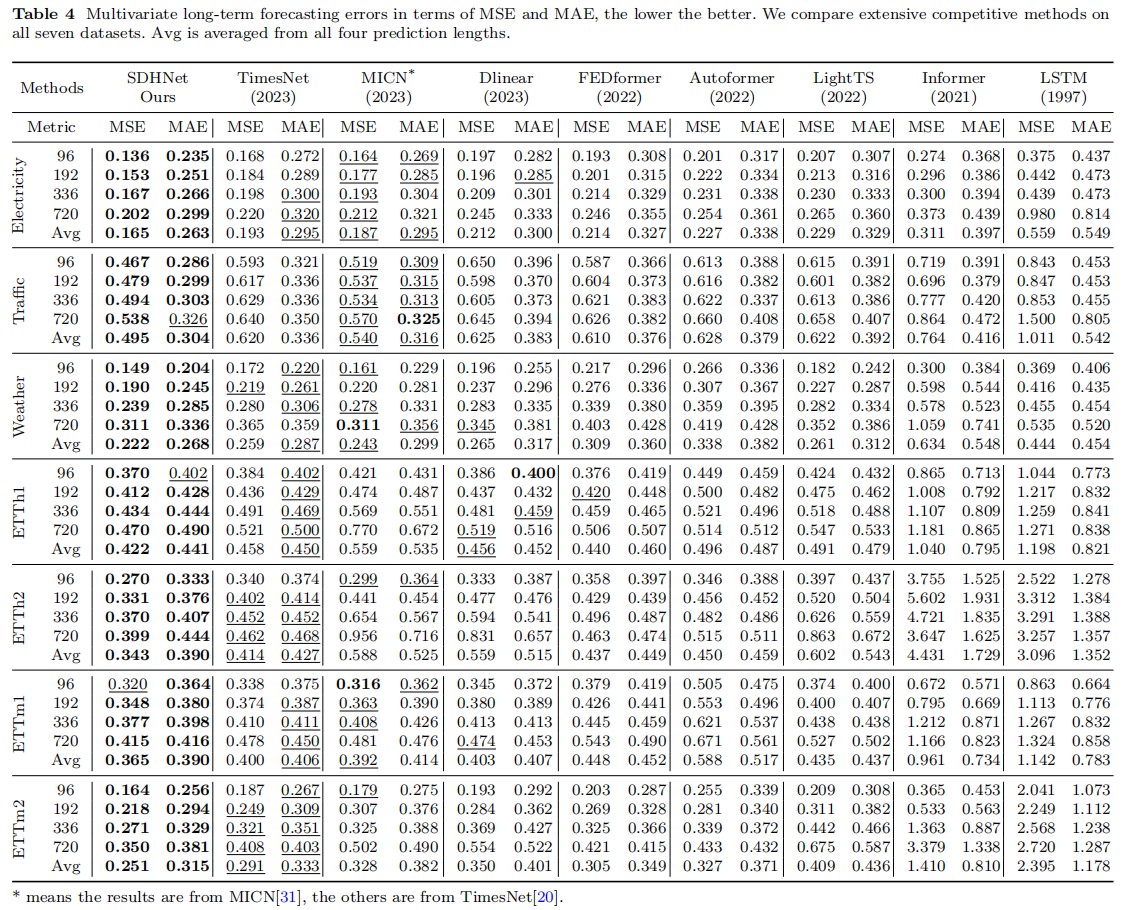 Table 4 Multivariate long-term forecasting errors in terms of MSE and MAE, the lower the better. We compare extensive competitive methods on
all seven datasets. Avg is averaged from all four prediction lengths.
Methods SDHNet Ours TimesNet (2023) MICN* (2023) Dlinear (2023) FEDformer (2022) Autoformer (2022) LightTS (2022) Informer (2021) LSTM (1997)
Metric MSE MAE MSE MAE MSE MAE MSE MAE MSE MAE MSE MAE MSE MAE MSE MAE MSE MAE
Electricity
96 0.136 0.235 0.168 0.272 0.164 0.269 0.197 0.282 0.193 0.308 0.201 0.317 0.207 0.307 0.274 0.368 0.375 0.437
192 0.153 0.251 0.184 0.289 0.177 0.285 0.196 0.285 0.201 0.315 0.222 0.334 0.213 0.316 0.296 0.386 0.442 0.473
336 0.167 0.266 0.198 0.300 0.193 0.304 0.209 0.301 0.214 0.329 0.231 0.338 0.230 0.333 0.300 0.394 0.439 0.473
720 0.202 0.299 0.220 0.320 0.212 0.321 0.245 0.333 0.246 0.355 0.254 0.361 0.265 0.360 0.373 0.439 0.980 0.814
Avg 0.165 0.263 0.193 0.295 0.187 0.295 0.212 0.300 0.214 0.327 0.227 0.338 0.229 0.329 0.311 0.397 0.559 0.549
Traffic
96 0.467 0.286 0.593 0.321 0.519 0.309 0.650 0.396 0.587 0.366 0.613 0.388 0.615 0.391 0.719 0.391 0.843 0.453
192 0.479 0.299 0.617 0.336 0.537 0.315 0.598 0.370 0.604 0.373 0.616 0.382 0.601 0.382 0.696 0.379 0.847 0.453
336 0.494 0.303 0.629 0.336 0.534 0.313 0.605 0.373 0.621 0.383 0.622 0.337 0.613 0.386 0.777 0.420 0.853 0.455
720 0.538 0.326 0.640 0.350 0.570 0.325 0.645 0.394 0.626 0.382 0.660 0.408 0.658 0.407 0.864 0.472 1.500 0.805
Avg 0.495 0.304 0.620 0.336 0.540 0.316 0.625 0.383 0.610 0.376 0.628 0.379 0.622 0.392 0.764 0.416 1.011 0.542
Weather
96 0.149 0.204 0.172 0.220 0.161 0.229 0.196 0.255 0.217 0.296 0.266 0.336 0.182 0.242 0.300 0.384 0.369 0.406
192 0.190 0.245 0.219 0.261 0.220 0.281 0.237 0.296 0.276 0.336 0.307 0.367 0.227 0.287 0.598 0.544 0.416 0.435
336 0.239 0.285 0.280 0.306 0.278 0.331 0.283 0.335 0.339 0.380 0.359 0.395 0.282 0.334 0.578 0.523 0.455 0.454
720 0.311 0.336 0.365 0.359 0.311 0.356 0.345 0.381 0.403 0.428 0.419 0.428 0.352 0.386 1.059 0.741 0.535 0.520
Avg 0.222 0.268 0.259 0.287 0.243 0.299 0.265 0.317 0.309 0.360 0.338 0.382 0.261 0.312 0.634 0.548 0.444 0.454
ETTh1
96 0.370 0.402 0.384 0.402 0.421 0.431 0.386 0.400 0.376 0.419 0.449 0.459 0.424 0.432 0.865 0.713 1.044 0.773
192 0.412 0.428 0.436 0.429 0.474 0.487 0.437 0.432 0.420 0.448 0.500 0.482 0.475 0.462 1.008 0.792 1.217 0.832
336 0.434 0.444 0.491 0.469 0.569 0.551 0.481 0.459 0.459 0.465 0.521 0.496 0.518 0.488 1.107 0.809 1.259 0.841
720 0.470 0.490 0.521 0.500 0.770 0.672 0.519 0.516 0.506 0.507 0.514 0.512 0.547 0.533 1.181 0.865 1.271 0.838
Avg 0.422 0.441 0.458 0.450 0.559 0.535 0.456 0.452 0.440 0.460 0.496 0.487 0.491 0.479 1.040 0.795 1.198 0.821
ETTh2
96 0.270 0.333 0.340 0.374 0.299 0.364 0.333 0.387 0.358 0.397 0.346 0.388 0.397 0.437 3.755 1.525 2.522 1.278
192 0.331 0.376 0.402 0.414 0.441 0.454 0.477 0.476 0.429 0.439 0.456 0.452 0.520 0.504 5.602 1.931 3.312 1.384
336 0.370 0.407 0.452 0.452 0.654 0.567 0.594 0.541 0.496 0.487 0.482 0.486 0.626 0.559 4.721 1.835 3.291 1.388
720 0.399 0.444 0.462 0.468 0.956 0.716 0.831 0.657 0.463 0.474 0.515 0.511 0.863 0.672 3.647 1.625 3.257 1.357
Avg 0.343 0.390 0.414 0.427 0.588 0.525 0.559 0.515 0.437 0.449 0.450 0.459 0.602 0.543 4.431 1.729 3.096 1.352
ETTm1
96 0.320 0.364 0.338 0.375 0.316 0.362 0.345 0.372 0.379 0.419 0.505 0.475 0.374 0.400 0.672 0.571 0.863 0.664
192 0.348 0.380 0.374 0.387 0.363 0.390 0.380 0.389 0.426 0.441 0.553 0.496 0.400 0.407 0.795 0.669 1.113 0.776
336 0.377 0.398 0.410 0.411 0.408 0.426 0.413 0.413 0.445 0.459 0.621 0.537 0.438 0.438 1.212 0.871 1.267 0.832
720 0.415 0.416 0.478 0.450 0.481 0.476 0.474 0.453 0.543 0.490 0.671 0.561 0.527 0.502 1.166 0.823 1.324 0.858
Avg 0.365 0.390 0.400 0.406 0.392 0.414 0.403 0.407 0.448 0.452 0.588 0.517 0.435 0.437 0.961 0.734 1.142 0.783
ETTm2
96 0.164 0.256 0.187 0.267 0.179 0.275 0.193 0.292 0.203 0.287 0.255 0.339 0.209 0.308 0.365 0.453 2.041 1.073
192 0.218 0.294 0.249 0.309 0.307 0.376 0.284 0.362 0.269 0.328 0.281 0.340 0.311 0.382 0.533 0.563 2.249 1.112
336 0.271 0.329 0.321 0.351 0.325 0.388 0.369 0.427 0.325 0.366 0.339 0.372 0.442 0.466 1.363 0.887 2.568 1.238
720 0.350 0.381 0.408 0.403 0.502 0.490 0.554 0.522 0.421 0.415 0.433 0.432 0.675 0.587 3.379 1.338 2.720 1.287
Avg 0.251 0.315 0.291 0.333 0.328 0.382 0.350 0.401 0.305 0.349 0.327 0.371 0.409 0.436 1.410 0.810 2.395 1.178
* means the results are from MICN[31], the others are from TimesNet[20].